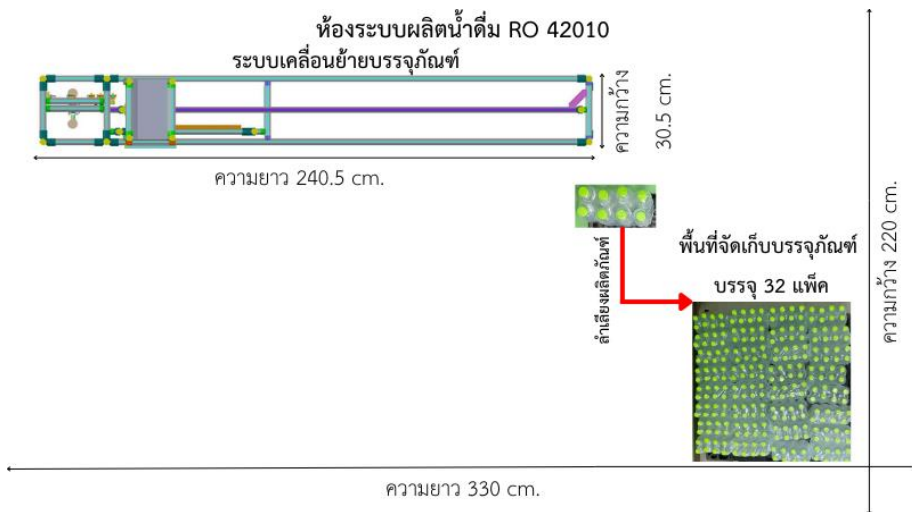 ห้องระบบผลิตน้ำดื่ม RO 42010
ระบบเคลื่อนย้ายบรรจุภัณฑ์
ความกว้าง
30.5 cm.
ความยาว 240.5 cm.
ลำเลียงผลิตภัณฑ์
พื้นที่จัดเก็บบรรจุภัณฑ์
บรรจุ 32 แพ็ค
ความกว้าง 220 cm.
ความยาว 330 cm.